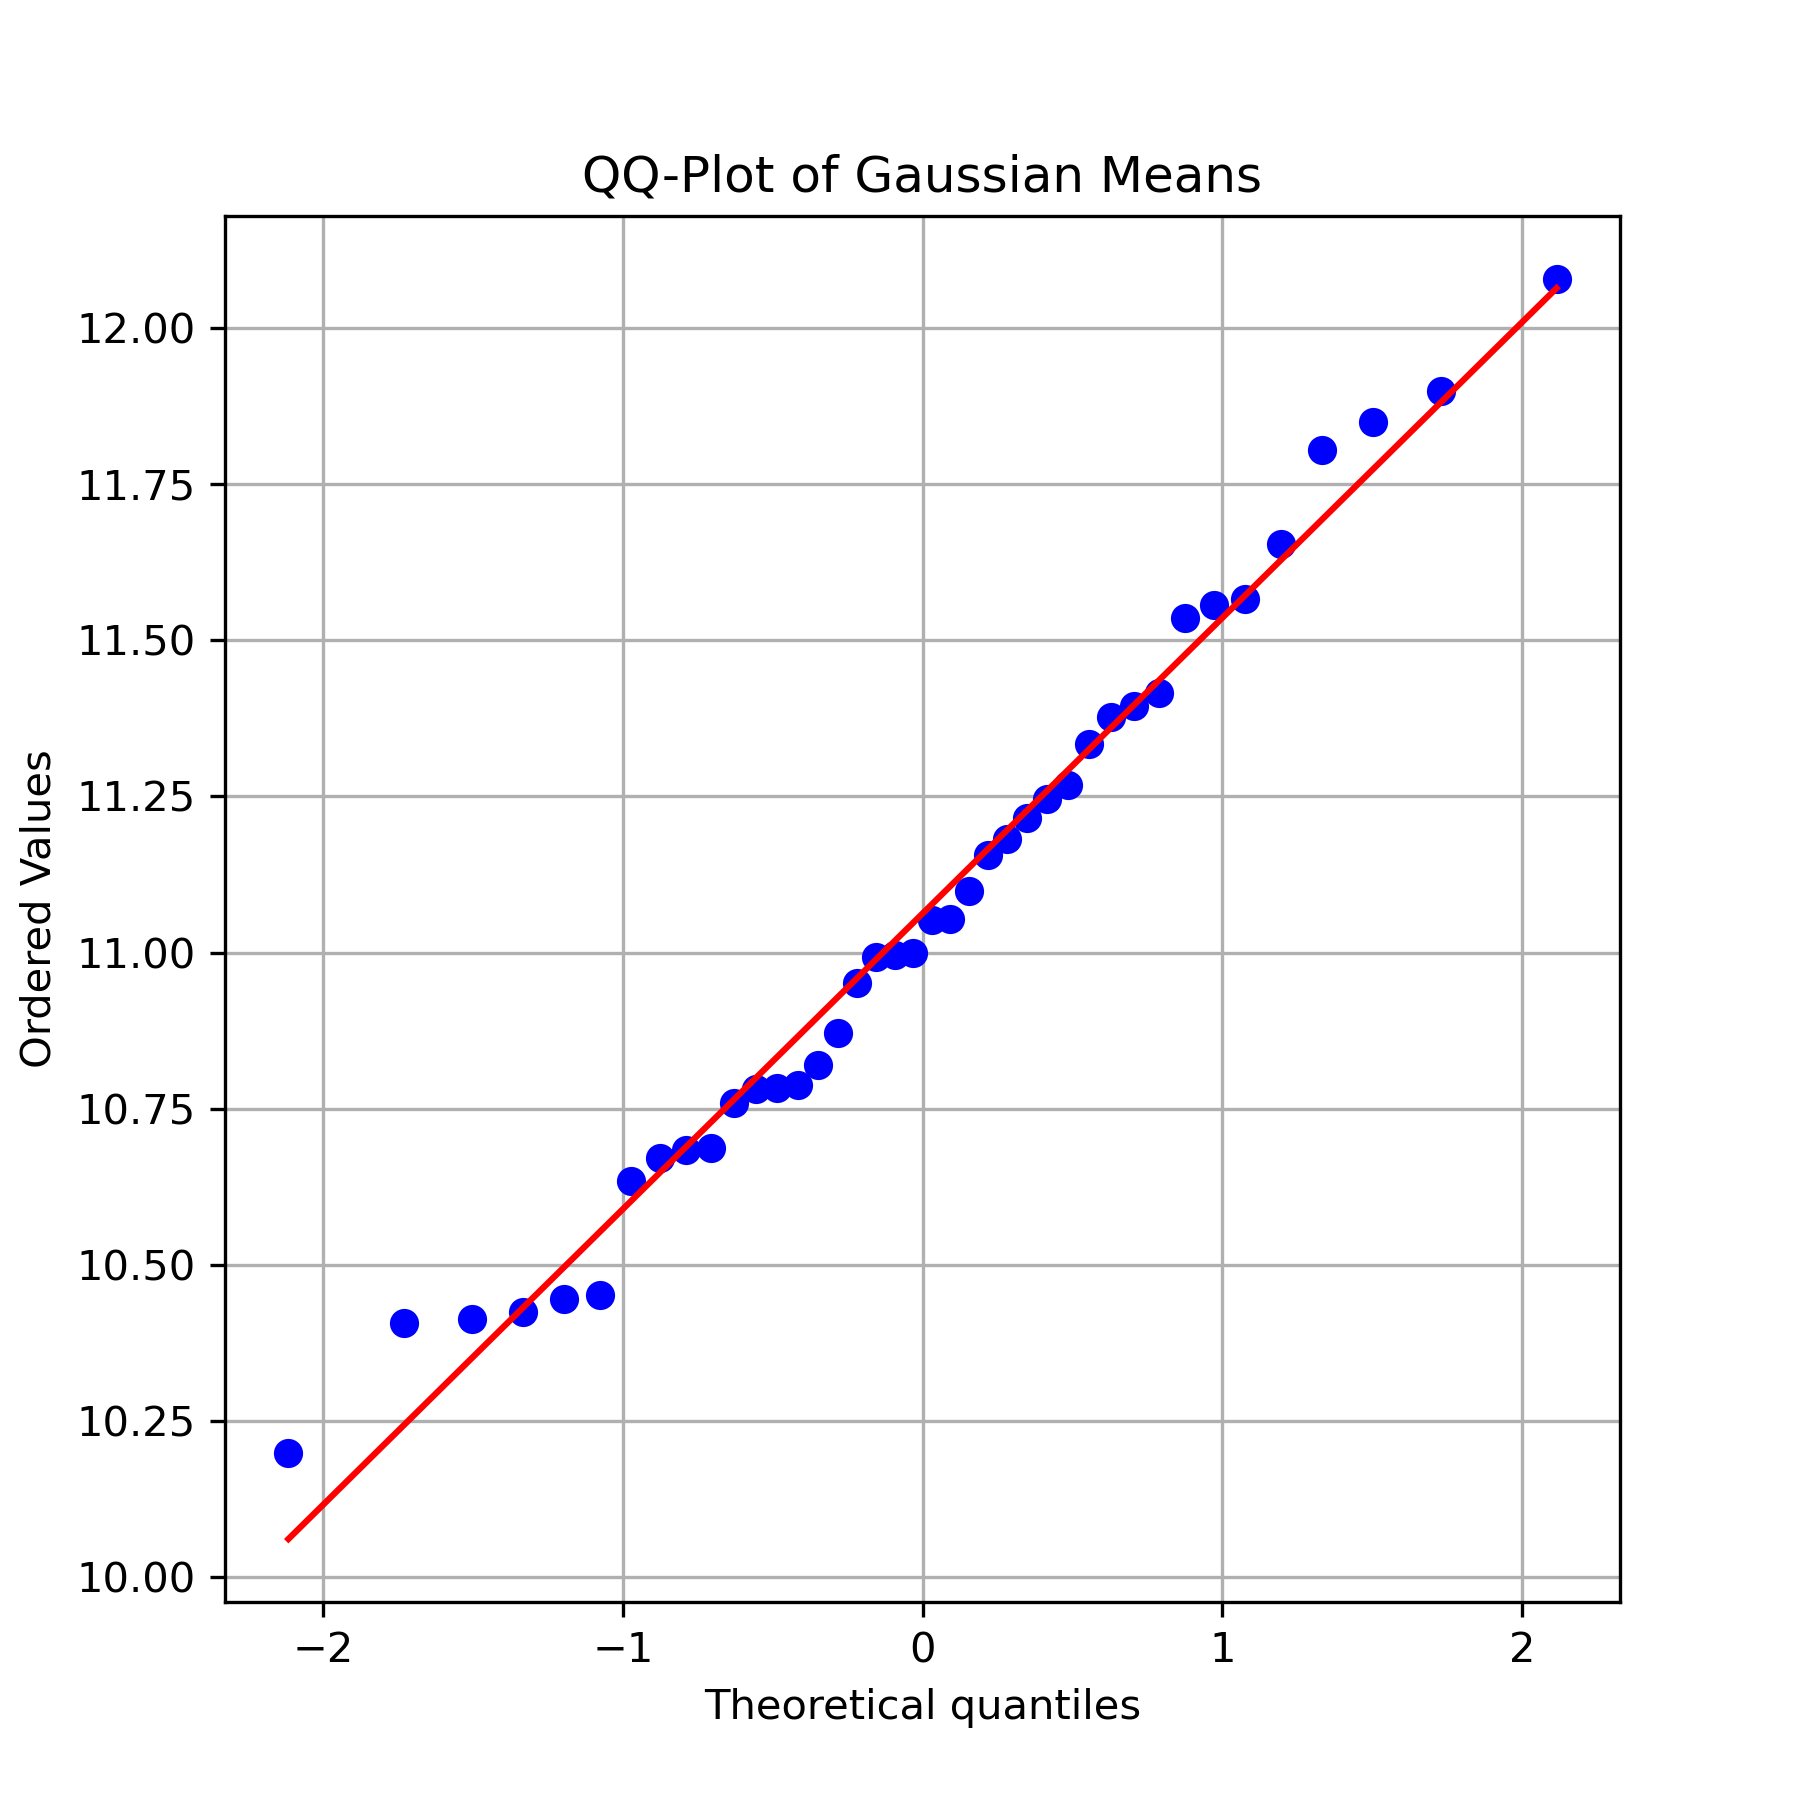 QQ-Plot of Gaussian Means
12.00
11.75
11.50
11.25
11.00
10.75
10.50
10.25
10.00
Ordered Values
−2 −1 0 1 2
Theoretical quantiles